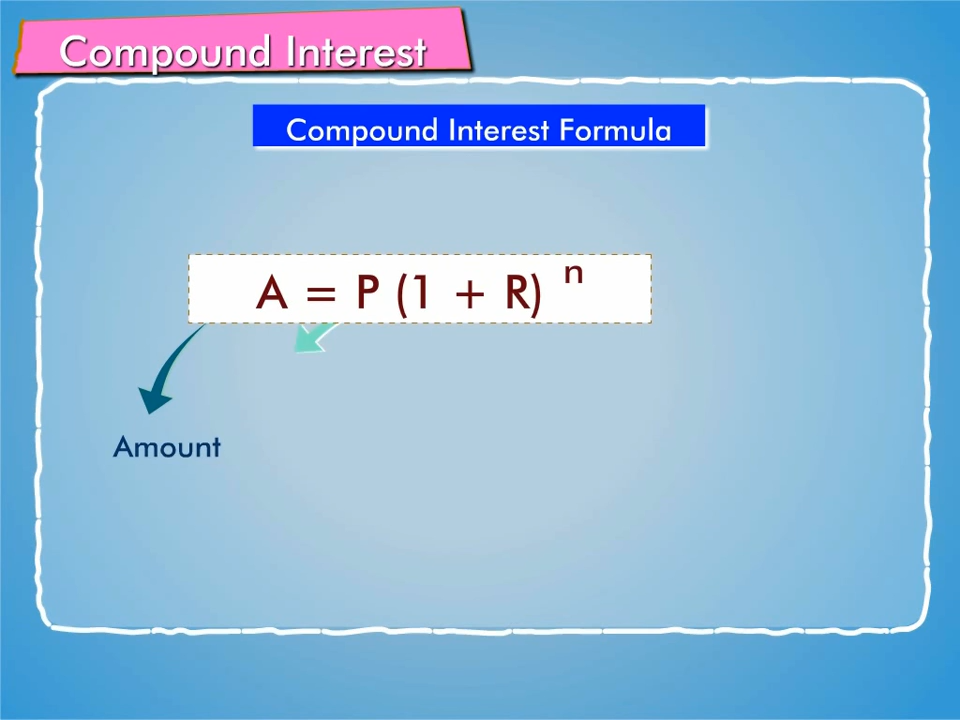 Compound Interest
Compound Interest Formula
A = P (1 + R) ⁿ
Amount